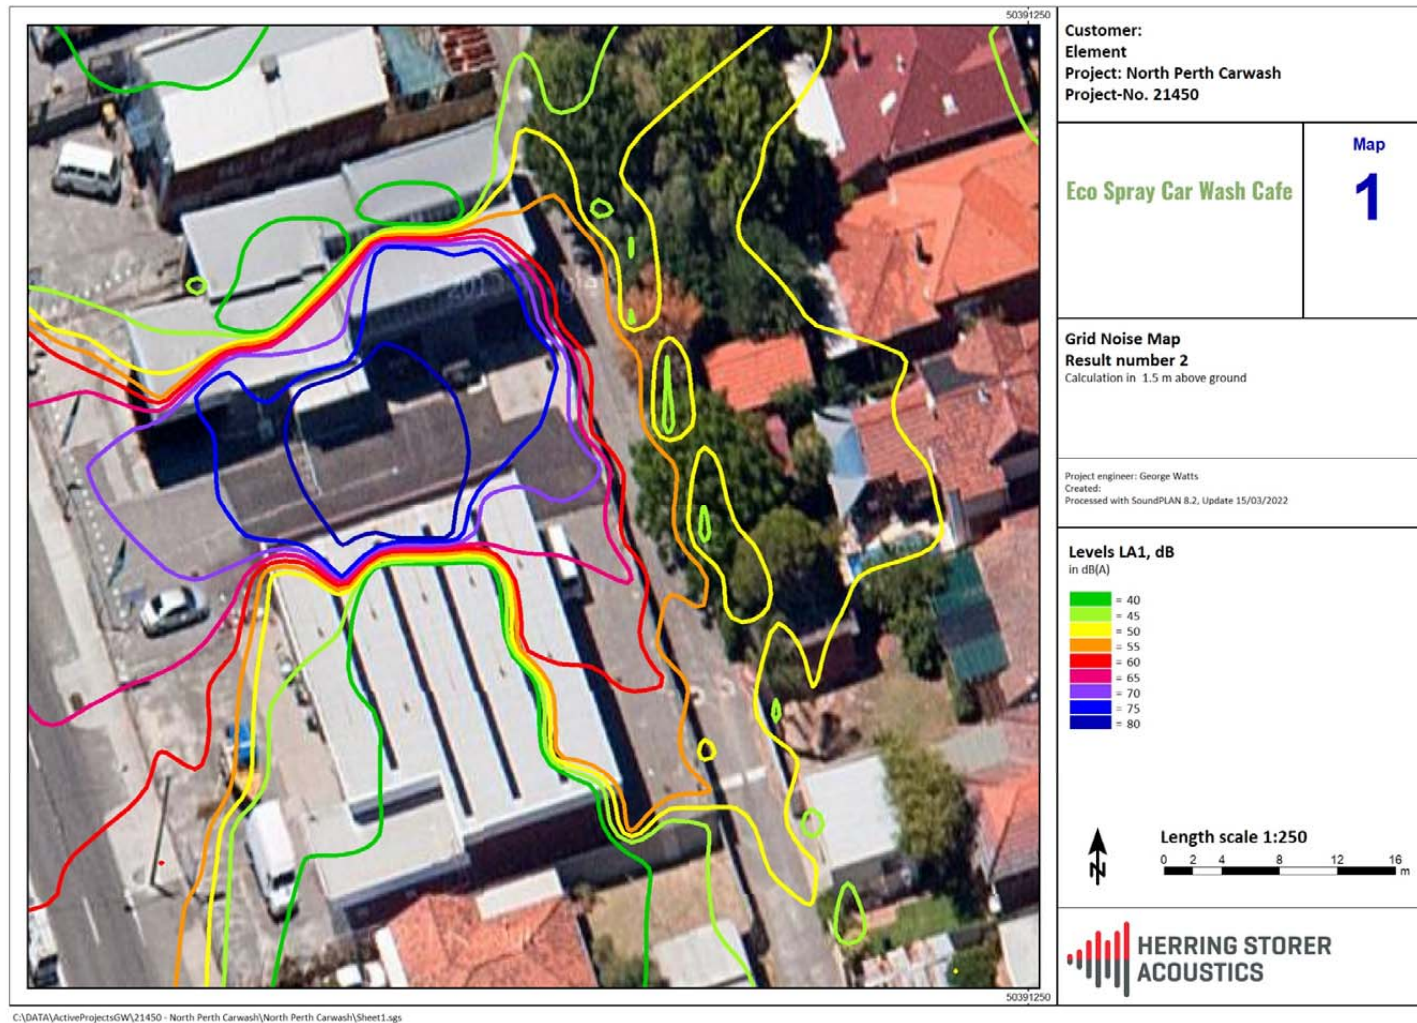 50391250
Customer:
Element
Project: North Perth Carwash
Project-No. 21450
Eco Spray Car Wash Cafe
Map
1
Grid Noise Map
Result number 2
Calculation in 1.5 m above ground
Project engineer: George Watts
Created:
Processed with SoundPLAN 8.2, Update 15/03/2022
Levels LA1, dB
in dB(A)
= 40
= 45
= 50
= 55
= 60
= 65
= 70
= 75
= 80
N
Length scale 1:250
0 2 4 8 12 16
m
HERRING STORER
ACOUSTICS
50391250
C:\DATA\ActiveProjectsGW\21450 - North Perth Carwash\North Perth Carwash\Sheet1.sgs